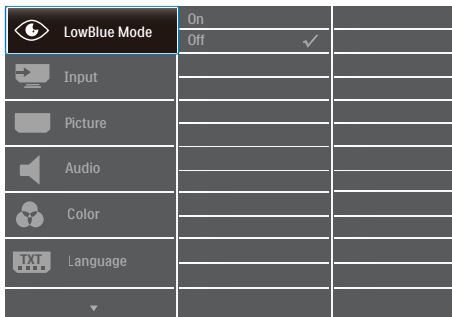 LowBlue Mode
On
Off
Input
Picture
Audio
Color
TXT
Language